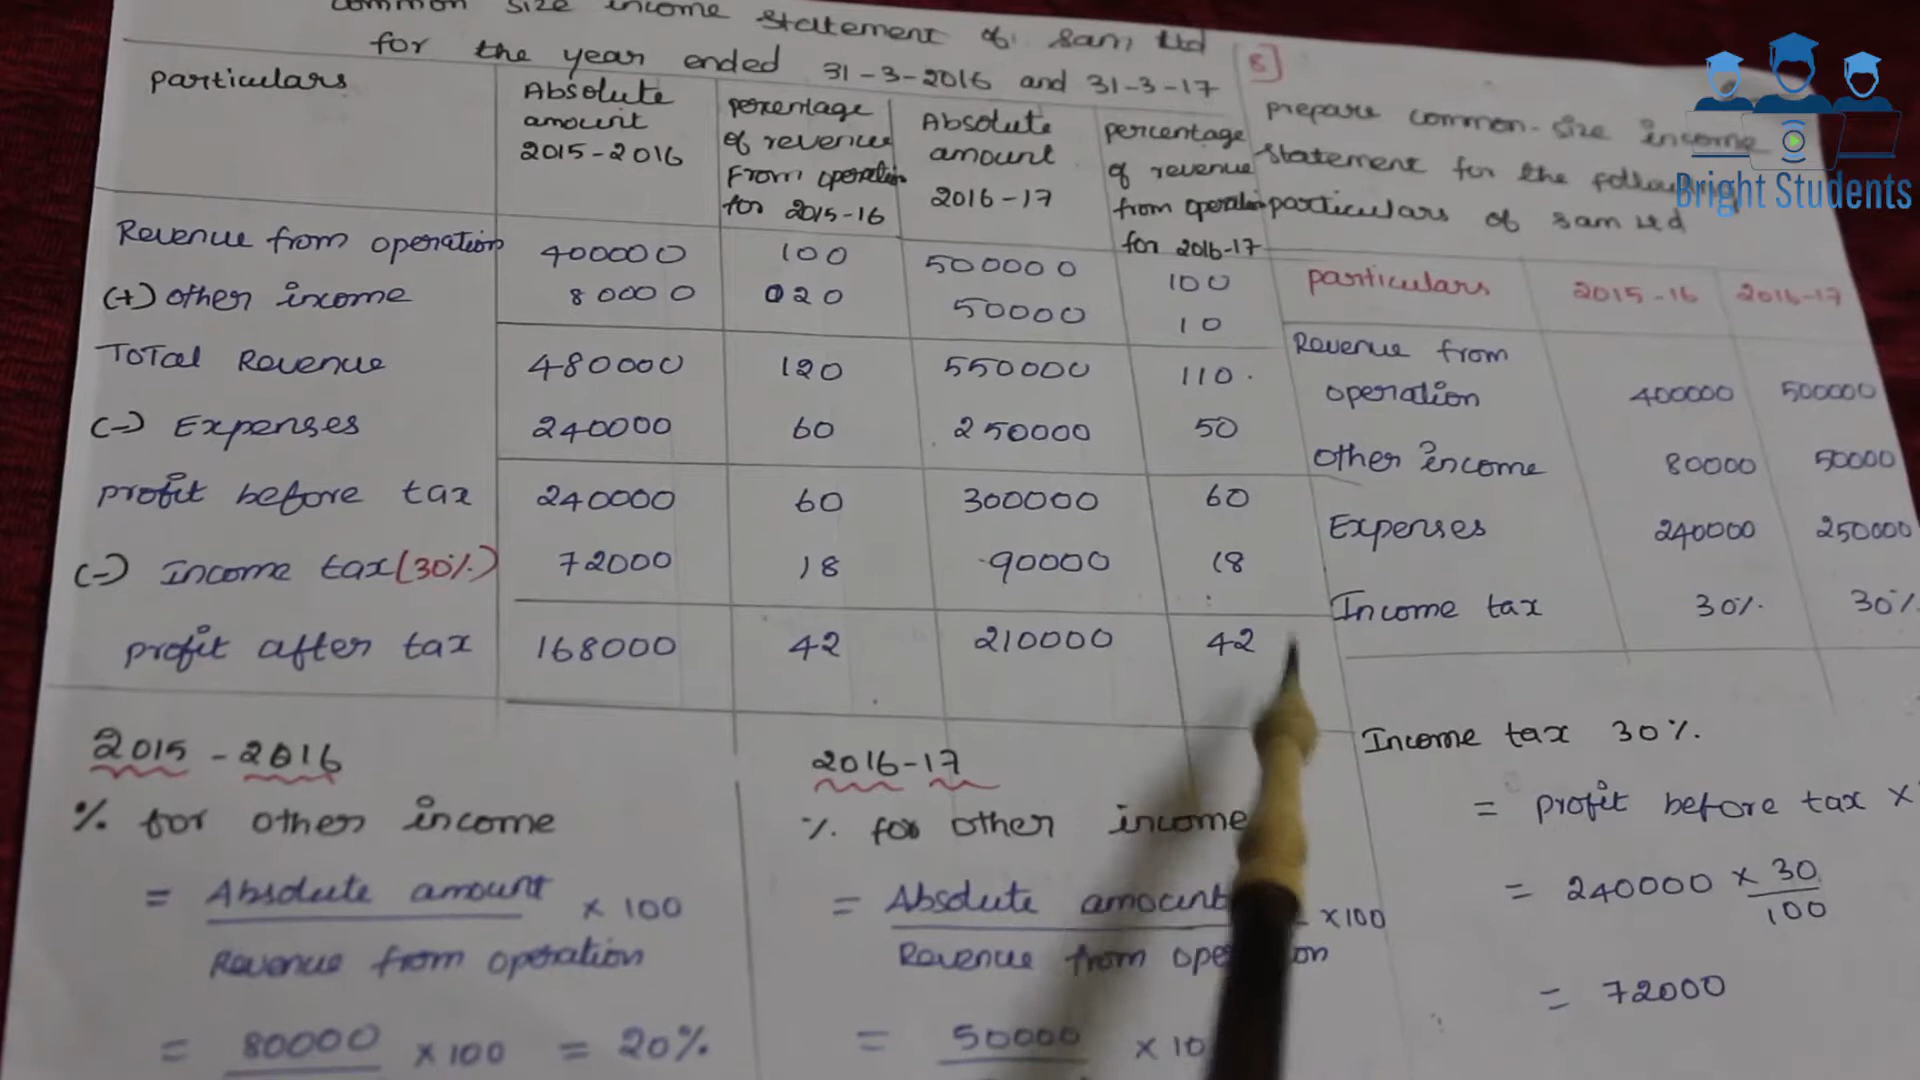 common size income statement of sam ltd
for the year ended 31-3-2016 and 31-3-17
particulars
Absolute
amount
2015-2016
percentage
of revenue
From operation
for 2015-16
Absolute
amount
2016-17
percentage
of revenue
from operation
for 2016-17
Revenue from operation 400000 100 500000 100
(+) other income 80000 020 50000 10
Total Revenue 480000 120 550000 110.
(-) Expenses 240000 60 250000 50
profit before tax 240000 60 300000 60
(-) Income tax (30%) 72000 18 90000 18
profit after tax 168000 42 210000 42
8]
prepare common-size income
statement for the following
particulars of sam ltd
particulars 2015-16 2016-17
Revenue from
operation 400000 500000
other income 80000 50000
Expenses 240000 250000
Income tax 30% 30%
Income tax 30%.
= profit before tax ×
= 240000 × 30
100
= 72000
2015-2016
% for other income
= Absolute amount × 100
Revenue from operation
= 80000 × 100 = 20%
2016-17
% for other income
= Absolute amount ×100
Revenue from operation
= 50000 × 10
Bright Students